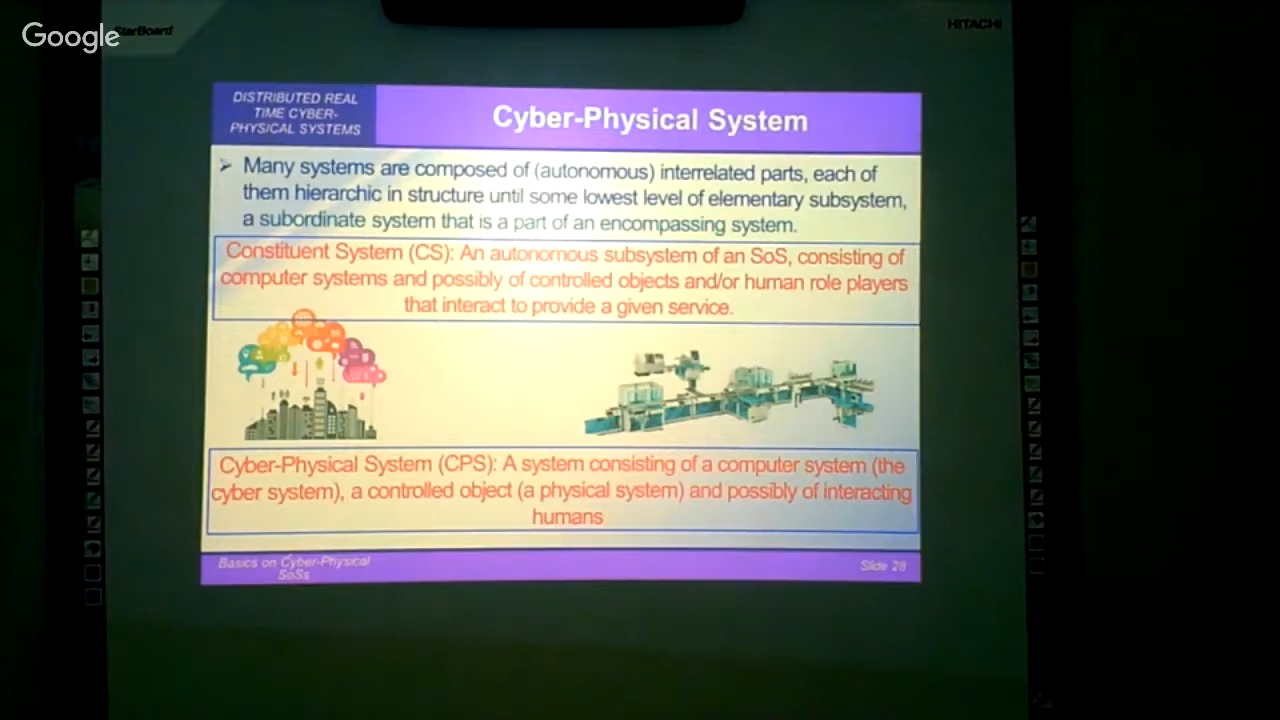 Google
StarBoard
HITACHI
DISTRIBUTED REAL
TIME CYBER-
PHYSICAL SYSTEMS
Cyber-Physical System
➢ Many systems are composed of (autonomous) interrelated parts, each of
them hierarchic in structure until some lowest level of elementary subsystem,
a subordinate system that is a part of an encompassing system.
Constituent System (CS): An autonomous subsystem of an SoS, consisting of
computer systems and possibly of controlled objects and/or human role players
that interact to provide a given service.
Cyber-Physical System (CPS): A system consisting of a computer system (the
cyber system), a controlled object (a physical system) and possibly of interacting
humans
Basics on Cyber-Physical
SoSs
Slide 28